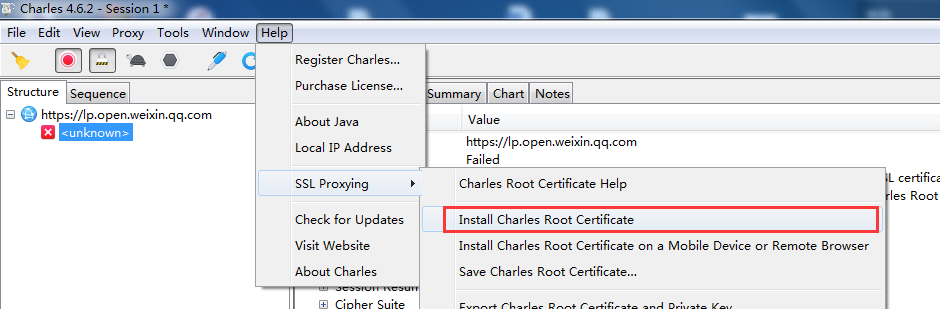 Charles 4.6.2 - Session 1 *
File Edit View Proxy Tools Window Help
Structure Sequence
https://lp.open.weixin.qq.com
<unknown>
Register Charles...
Purchase License...
About Java
Local IP Address
SSL Proxying
Check for Updates
Visit Website
About Charles
Summary Chart Notes
Value
https://lp.open.weixin.qq.com
Failed
SSL certifica
Charles Root Certificate Help
Install Charles Root Certificate
Install Charles Root Certificate on a Mobile Device or Remote Browser
Save Charles Root Certificate...
Export Charles Root Certificate and Private Key
rles Root
Session Resum
Cipher Suite